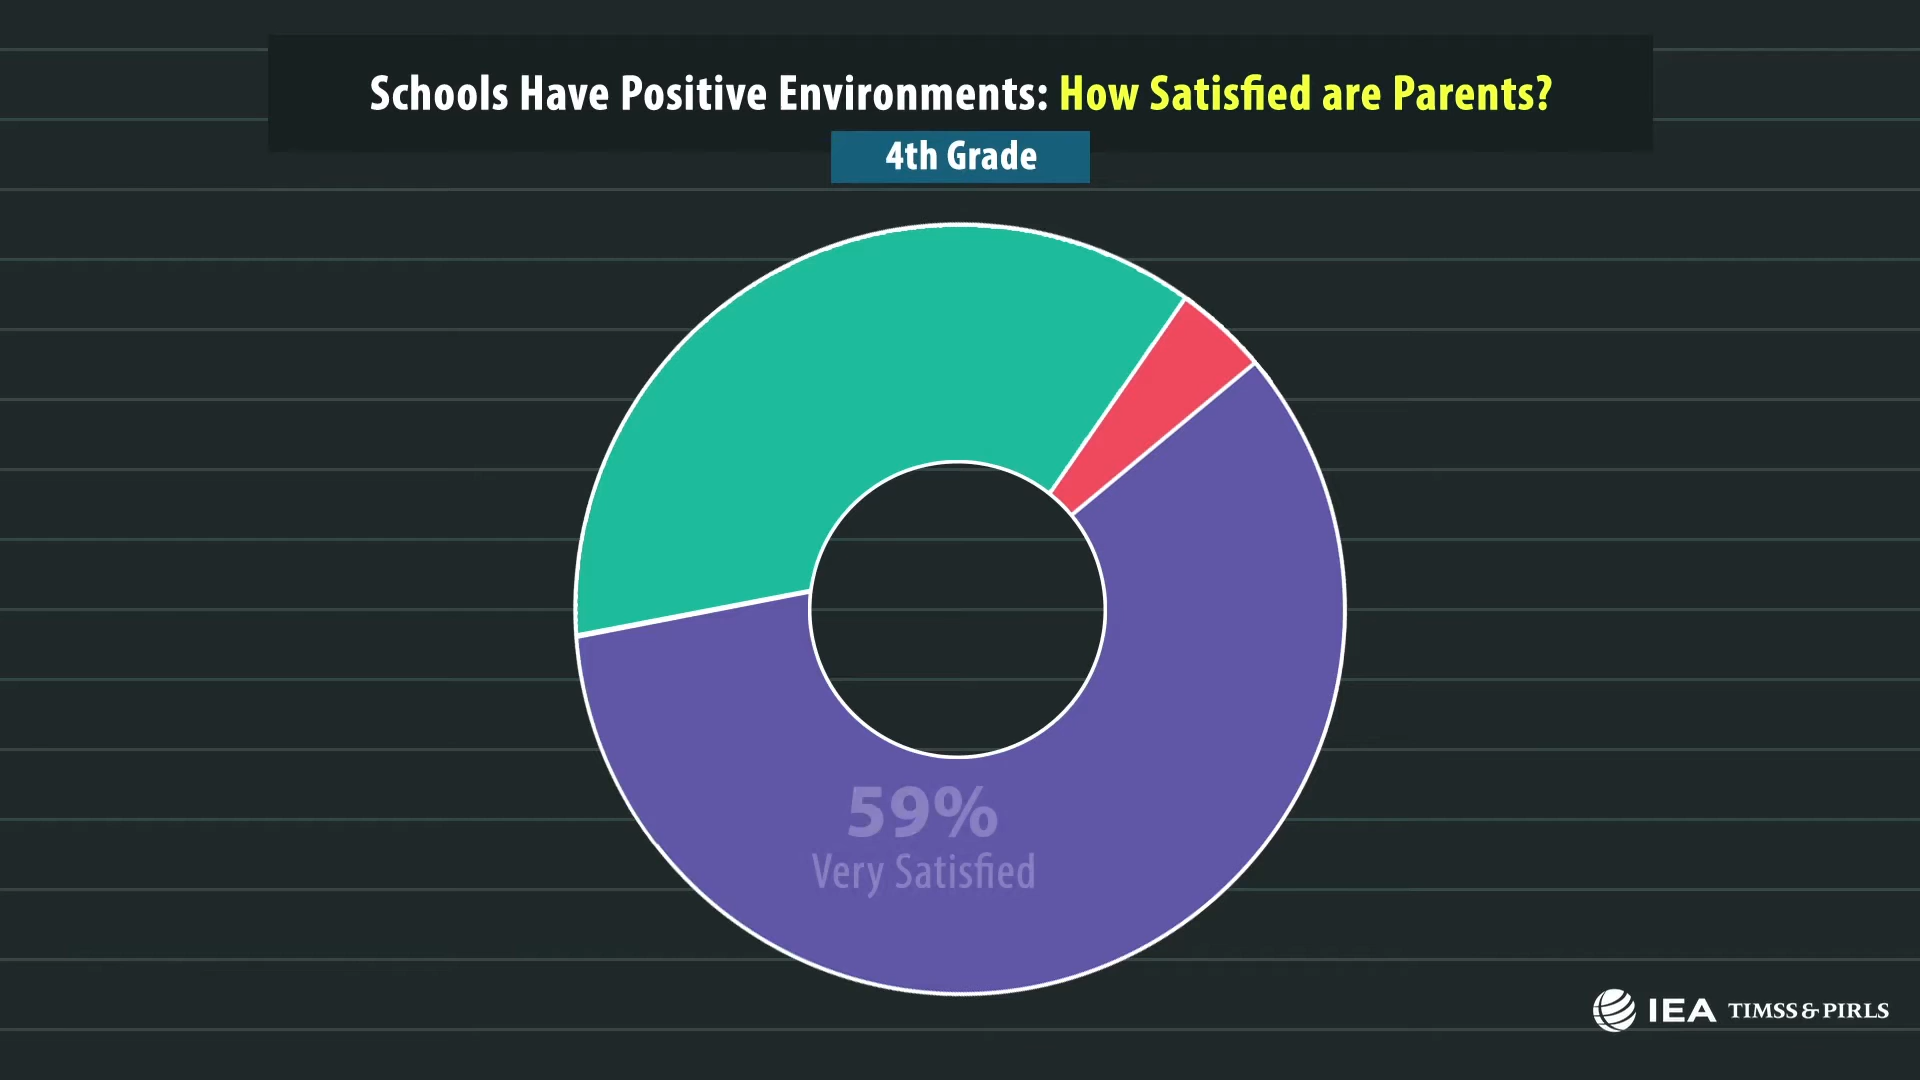 Schools Have Positive Environments: How Satisfied are Parents?
4th Grade
59%
Very Satisfied
IEA TIMSS & PIRLS